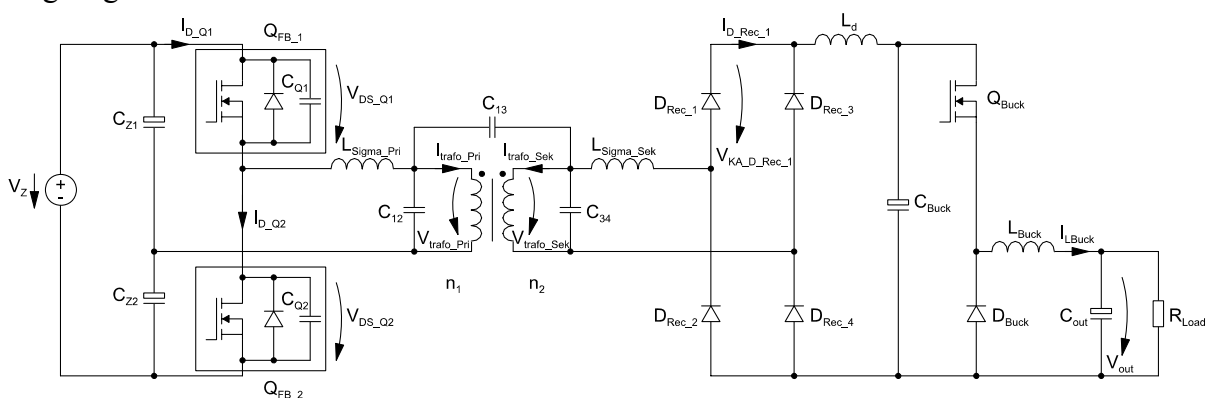 I_D_Q1
Q_FB_1
C_Q1
V_DS_Q1
C_Z1
L_Sigma_Pri
C_13
I_trafo_Pri
I_trafo_Sek
L_Sigma_Sek
I_D_Rec_1
L_d
D_Rec_1
D_Rec_3
V_KA_D_Rec_1
Q_Buck
V_Z
+
-
I_D_Q2
C_12
V_trafo_Pri
V_trafo_Sek
C_34
n_1
n_2
C_Buck
L_Buck
I_LBuck
C_Z2
C_Q2
V_DS_Q2
Q_FB_2
D_Rec_2
D_Rec_4
D_Buck
C_out
V_out
R_Load